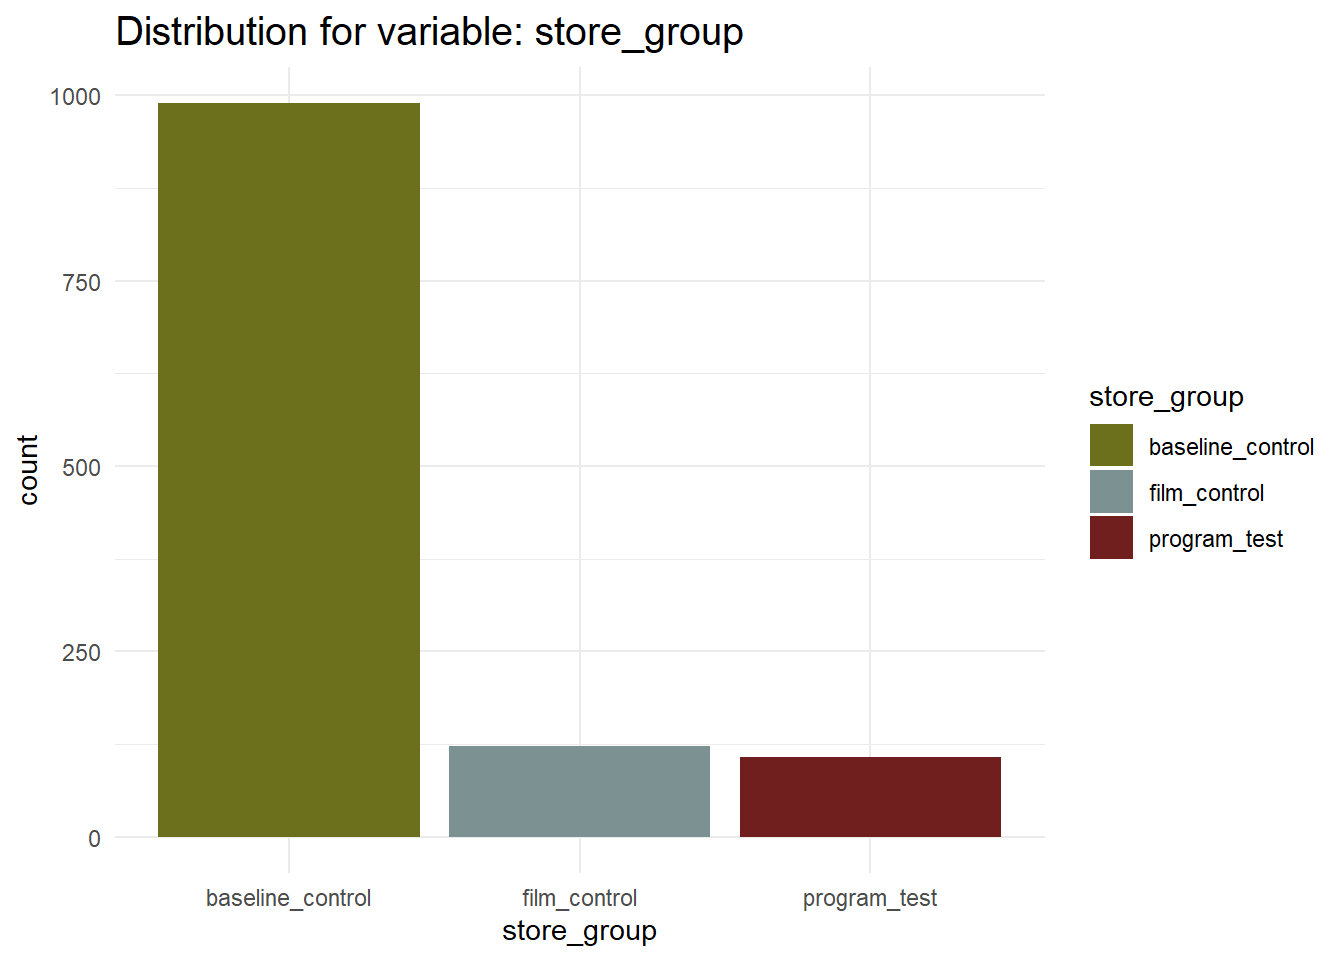 Distribution for variable: store_group
1000
750
500
250
0
count
baseline_control
film_control
program_test
store_group
store_group
baseline_control
film_control
program_test